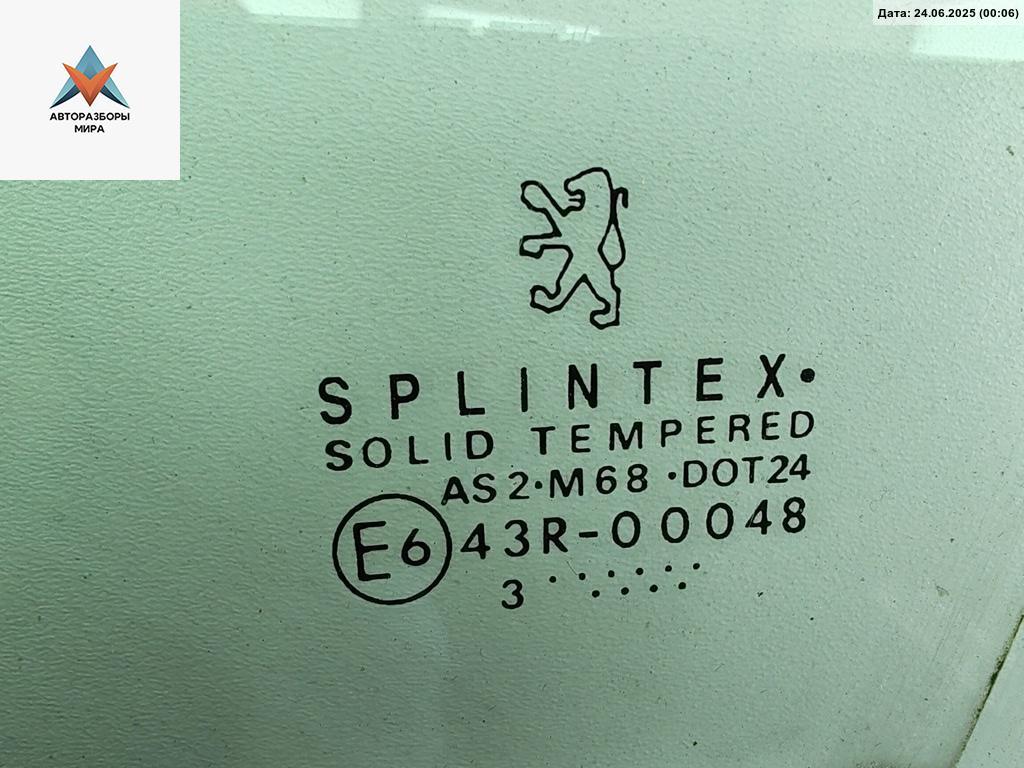 Дата: 24.06.2025 (00:06)
АВТОРАЗБОРЫ
МИРА
SPLINTEX•
SOLID TEMPERED
AS2•M68 •DOT24
E6 43R-00048
3